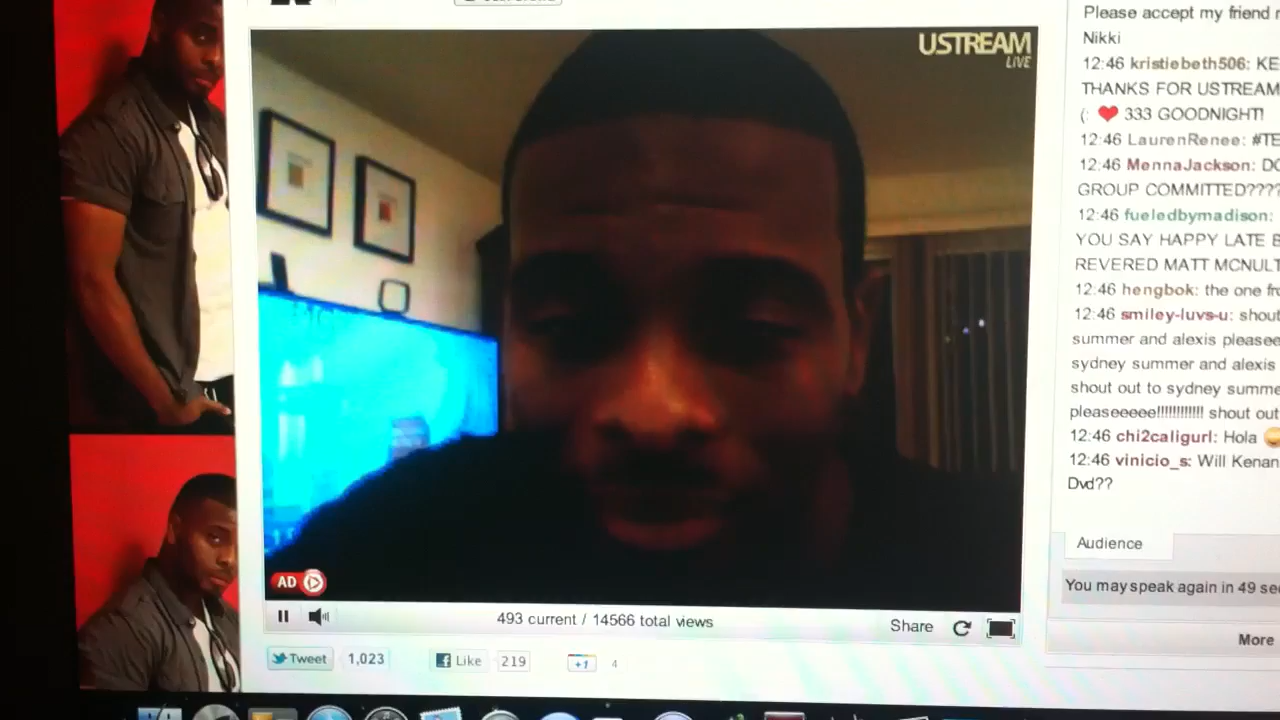 USTREAM
LIVE
AD
493 current / 14566 total views
Share
Tweet
1,023
Like
219
+1
4
Please accept my friend
Nikki
12:46 kristiebeth506: KE
THANKS FOR USTREAM
(: ❤ 333 GOODNIGHT!
12:46 LaurenRenee: #TE
12:46 MennaJackson: DO
GROUP COMMITTED????
12:46 fueledbymadison:
YOU SAY HAPPY LATE B
REVERED MATT MCNULT
12:46 hengbok: the one fr
12:46 smiley-luvs-u: shout
summer and alexis pleasee
sydney summer and alexis
shout out to sydney summe
pleaseeeee!!!!!!!!!!!! shout out
12:46 chi2caligurl: Hola
12:46 vinicio_s: Will Kenan
Dvd??
Audience
You may speak again in 49 se
More